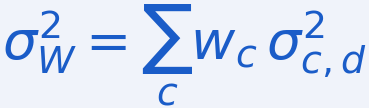 σ²_W = ∑_c w_c σ²_{c,d}